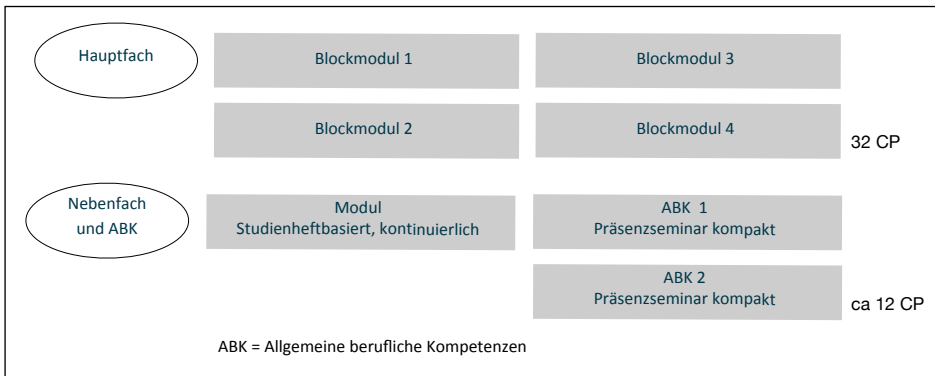 Hauptfach
Blockmodul 1
Blockmodul 3
Blockmodul 2
Blockmodul 4
32 CP
Nebenfach
und ABK
Modul
Studienheftbasiert, kontinuierlich
ABK 1
Präsenzseminar kompakt
ABK 2
Präsenzseminar kompakt
ca 12 CP
ABK = Allgemeine berufliche Kompetenzen